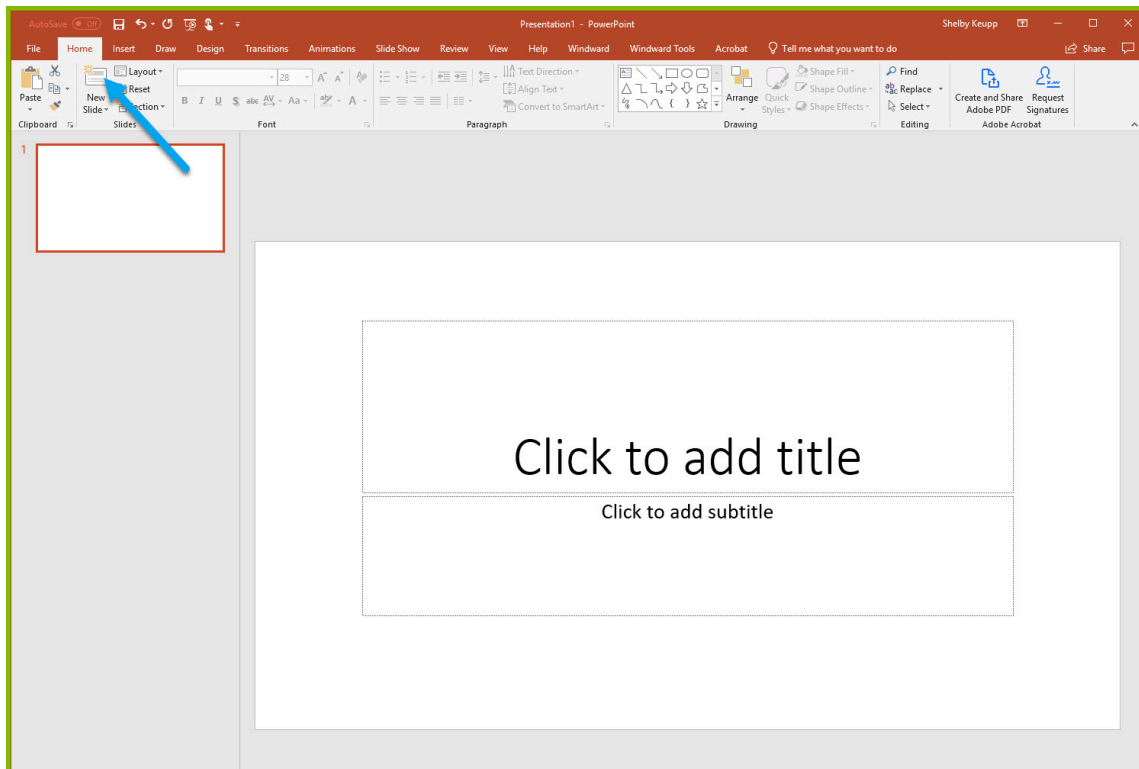 AutoSave Off Presentation1 - PowerPoint Shelby Keupp
File Home Insert Draw Design Transitions Animations Slide Show Review View Help Windward Windward Tools Acrobat Tell me what you want to do Share
Paste
New
Slide
Layout
Reset
28
B I U S abc AV Aa A
Text Direction
Align Text
Convert to SmartArt
Arrange
Quick
Styles
Shape Fill
Shape Outline
Shape Effects
Find
Replace
Select
Create and Share
Adobe PDF
Request
Signatures
Clipboard Slides Font Paragraph Drawing Editing Adobe Acrobat
1
Click to add title
Click to add subtitle